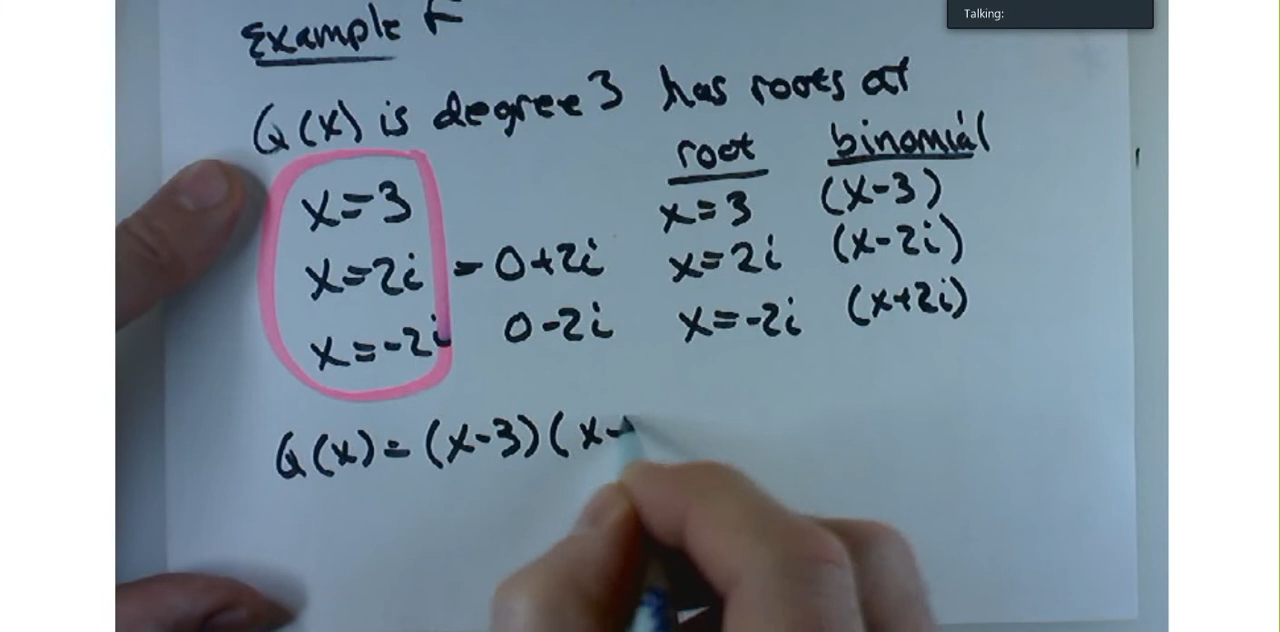 Talking:
Example F
Q(x) is degree 3 has roots at
root binomial
x=3 x=3 (x-3)
x=2i = 0+2i x=2i (x-2i)
x=-2i 0-2i x=-2i (x+2i)
Q(x)= (x-3)(x-